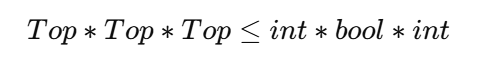 Top ∗ Top ∗ Top ≤ int ∗ bool ∗ int